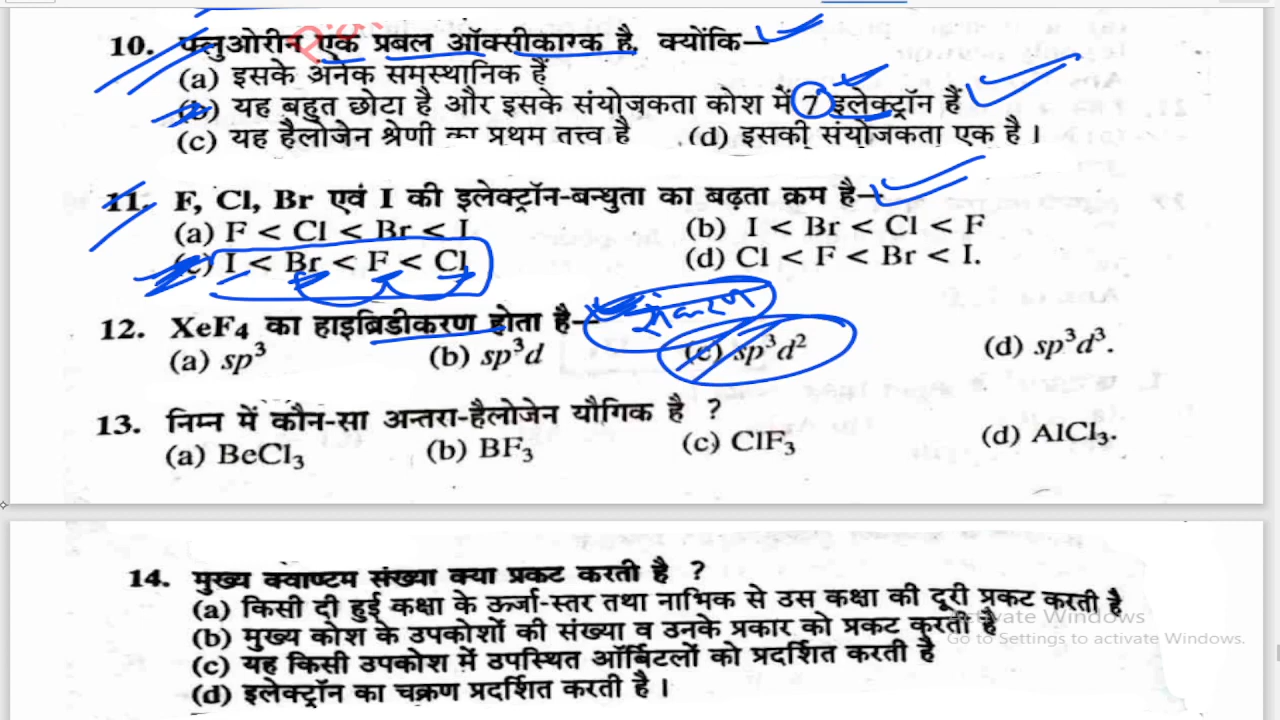 10. फ्लुओरीन एक प्रबल ऑक्सीकारक है, क्योंकि—
(a) इसके अनेक समस्थानिक हैं
(b) यह बहुत छोटा है और इसके संयोजकता कोश में 7 इलेक्ट्रॉन हैं
(c) यह हैलोजेन श्रेणी का प्रथम तत्त्व है (d) इसकी संयोजकता एक है।
11. F, Cl, Br एवं I की इलेक्ट्रॉन-बन्धुता का बढ़ता क्रम है—
(a) F < Cl < Br < I (b) I < Br < Cl < F
(c) I < Br < F < Cl (d) Cl < F < Br < I.
संकरण
12. XeF4 का हाइब्रिडीकरण होता है—
(a) sp³ (b) sp³d (c) sp³d² (d) sp³d³.
13. निम्न में कौन-सा अन्तरा-हैलोजेन यौगिक है ?
(a) BeCl3 (b) BF3 (c) ClF3 (d) AlCl3.
14. मुख्य क्वाण्टम संख्या क्या प्रकट करती है ?
(a) किसी दी हुई कक्षा के ऊर्जा-स्तर तथा नाभिक से उस कक्षा की दूरी प्रकट करती है
(b) मुख्य कोश के उपकोशों की संख्या व उनके प्रकार को प्रकट करती है
(c) यह किसी उपकोश में उपस्थित ऑर्बिटलों को प्रदर्शित करती है
(d) इलेक्ट्रॉन का चक्रण प्रदर्शित करती है।
Activate Windows
Go to Settings to activate Windows.